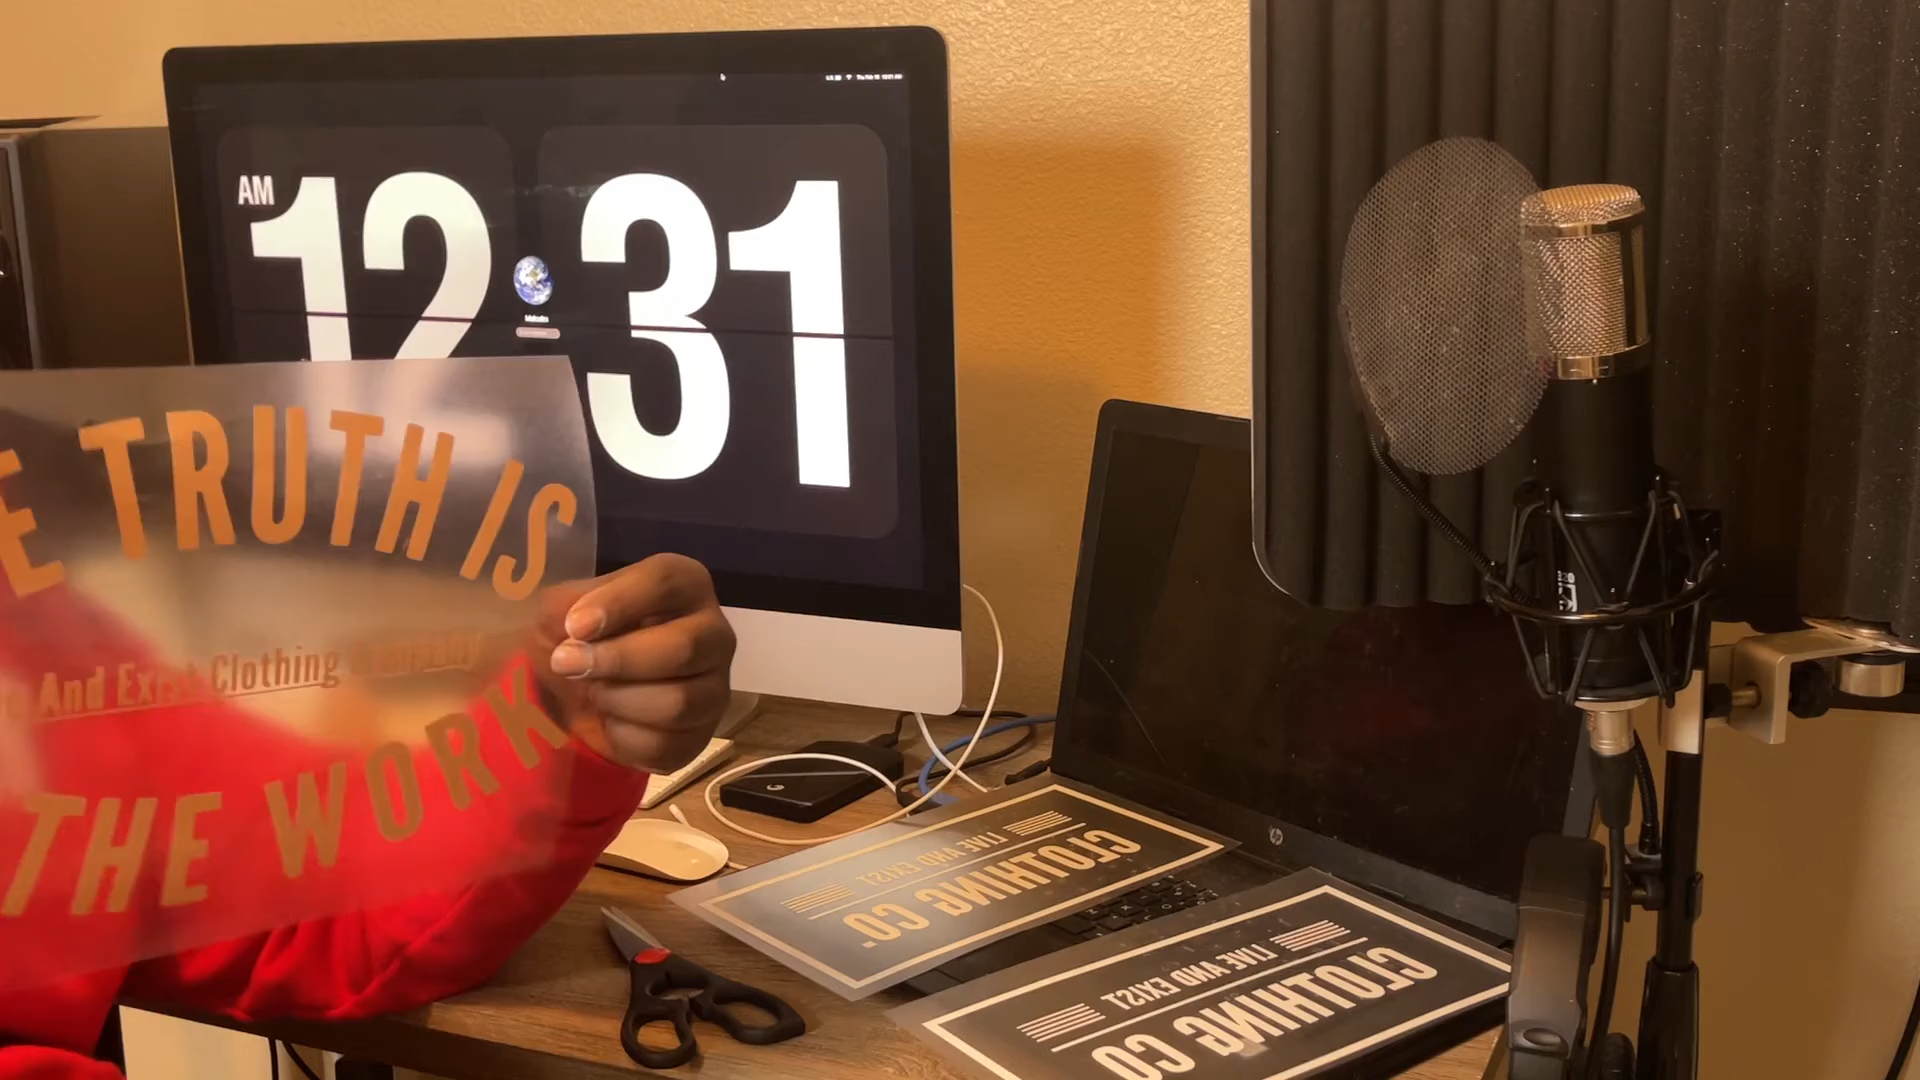 AM
12 31
E TRUTH IS
And Exist Clothing
THE WORK
CLOTHING CO.
LIVE AND EXIST
CLOTHING CO
LIVE AND EXIST
hp